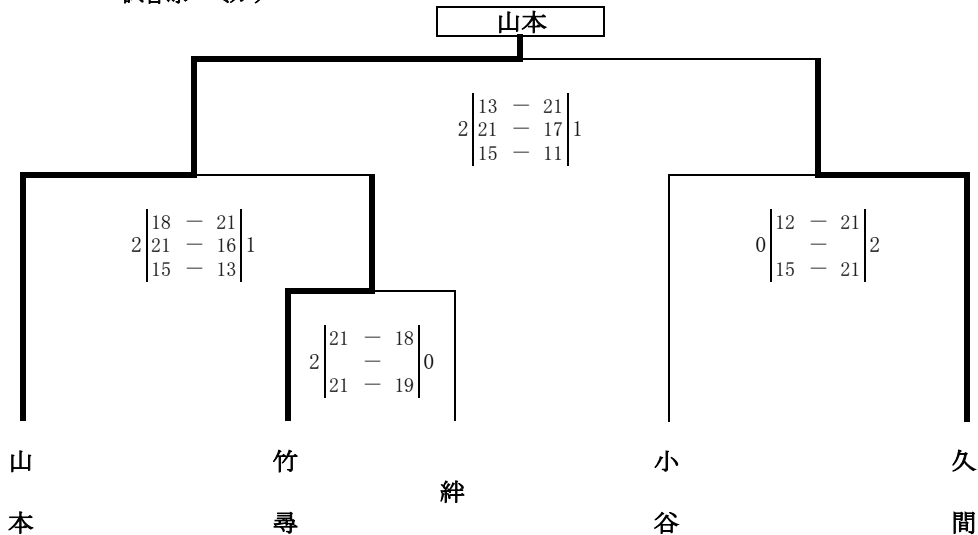 山本
13 － 21
2 21 － 17 1
15 － 11
18 － 21
2 21 － 16 1
15 － 13
12 － 21
0 － 2
15 － 21
21 － 18
2 － 0
21 － 19
山本
竹尋
絆
小谷
久間